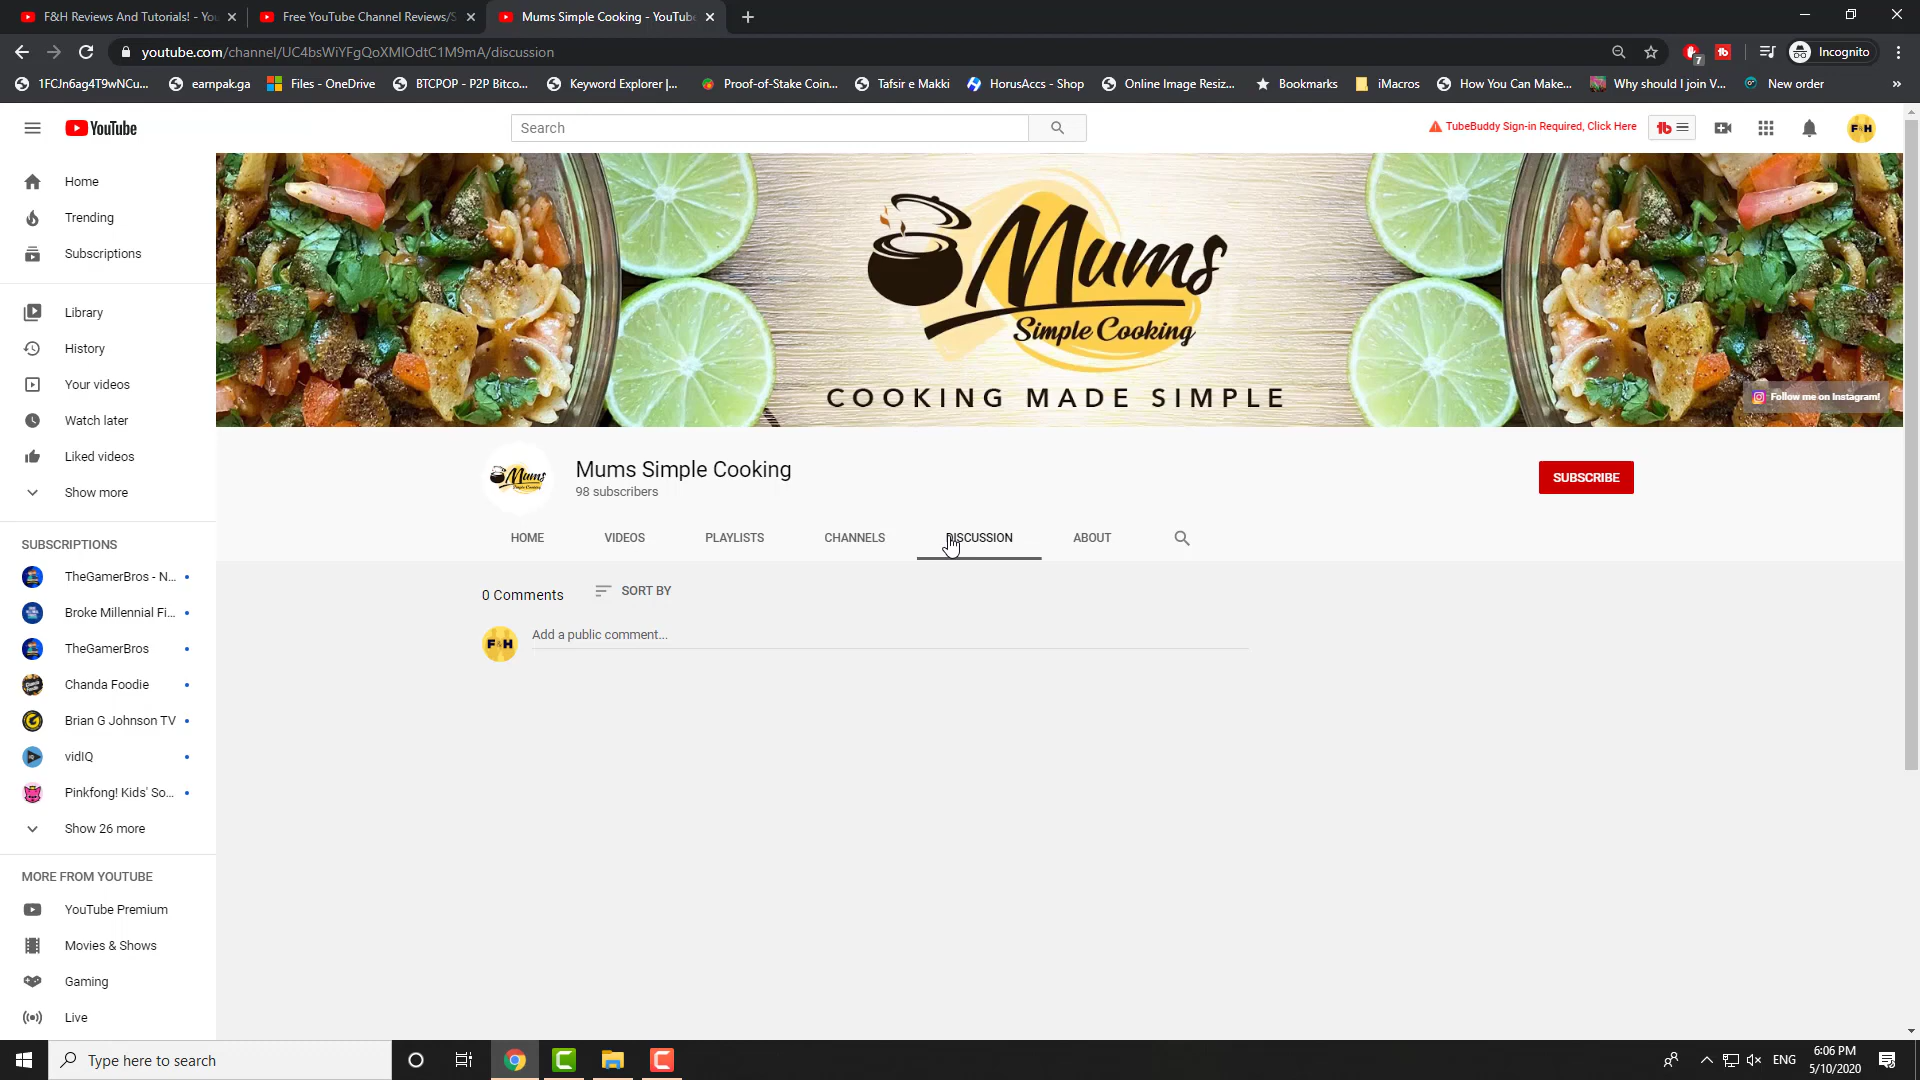 F&H Reviews And Tutorials! - You
Free YouTube Channel Reviews/S
Mums Simple Cooking - YouTube
youtube.com/channel/UC4bsWiYFgQoXMIOdtC1M9mA/discussion
7
Incognito
1FCJn6ag4T9wNCu...
earnpak.ga
Files - OneDrive
BTCPOP - P2P Bitco...
Keyword Explorer |...
Proof-of-Stake Coin...
Tafsir e Makki
HorusAccs - Shop
Online Image Resiz...
Bookmarks
iMacros
How You Can Make...
Why should I join V...
New order
»
YouTube
Search
TubeBuddy Sign-in Required, Click Here
F&H
Home
Trending
Subscriptions
Library
History
Your videos
Watch later
Liked videos
Show more
SUBSCRIPTIONS
TheGamerBros - N...
Broke Millennial Fi...
TheGamerBros
Chanda Foodie
Brian G Johnson TV
vidIQ
Pinkfong! Kids' So...
Show 26 more
MORE FROM YOUTUBE
YouTube Premium
Movies & Shows
Gaming
Live
Mums
Simple Cooking
COOKING MADE SIMPLE
Follow me on Instagram!
Mums
Simple Cooking
Mums Simple Cooking
98 subscribers
SUBSCRIBE
HOME
VIDEOS
PLAYLISTS
CHANNELS
DISCUSSION
ABOUT
0 Comments
SORT BY
F&H
Add a public comment...
Type here to search
ENG
6:06 PM
5/10/2020